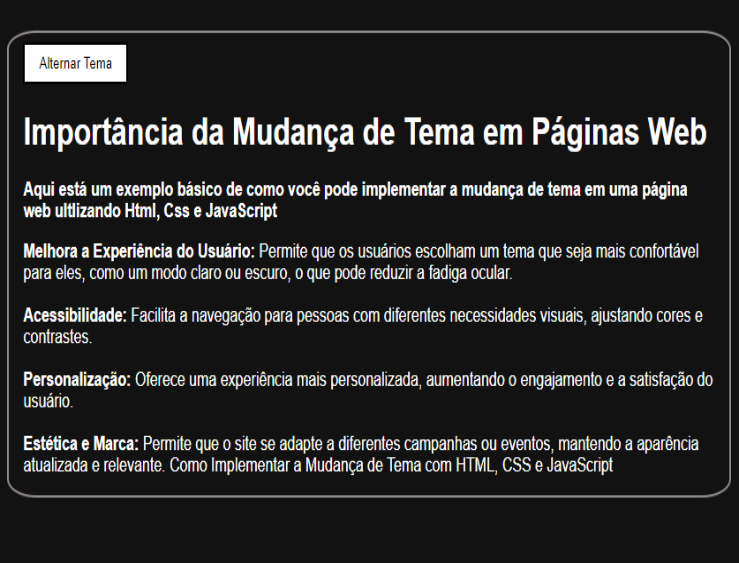 Alternar Tema
Importância da Mudança de Tema em Páginas Web
Aqui está um exemplo básico de como você pode implementar a mudança de tema em uma página
web ultlizando Html, Css e JavaScript
Melhora a Experiência do Usuário: Permite que os usuários escolham um tema que seja mais confortável
para eles, como um modo claro ou escuro, o que pode reduzir a fadiga ocular.
Acessibilidade: Facilita a navegação para pessoas com diferentes necessidades visuais, ajustando cores e
contrastes.
Personalização: Oferece uma experiência mais personalizada, aumentando o engajamento e a satisfação do
usuário.
Estética e Marca: Permite que o site se adapte a diferentes campanhas ou eventos, mantendo a aparência
atualizada e relevante. Como Implementar a Mudança de Tema com HTML, CSS e JavaScript